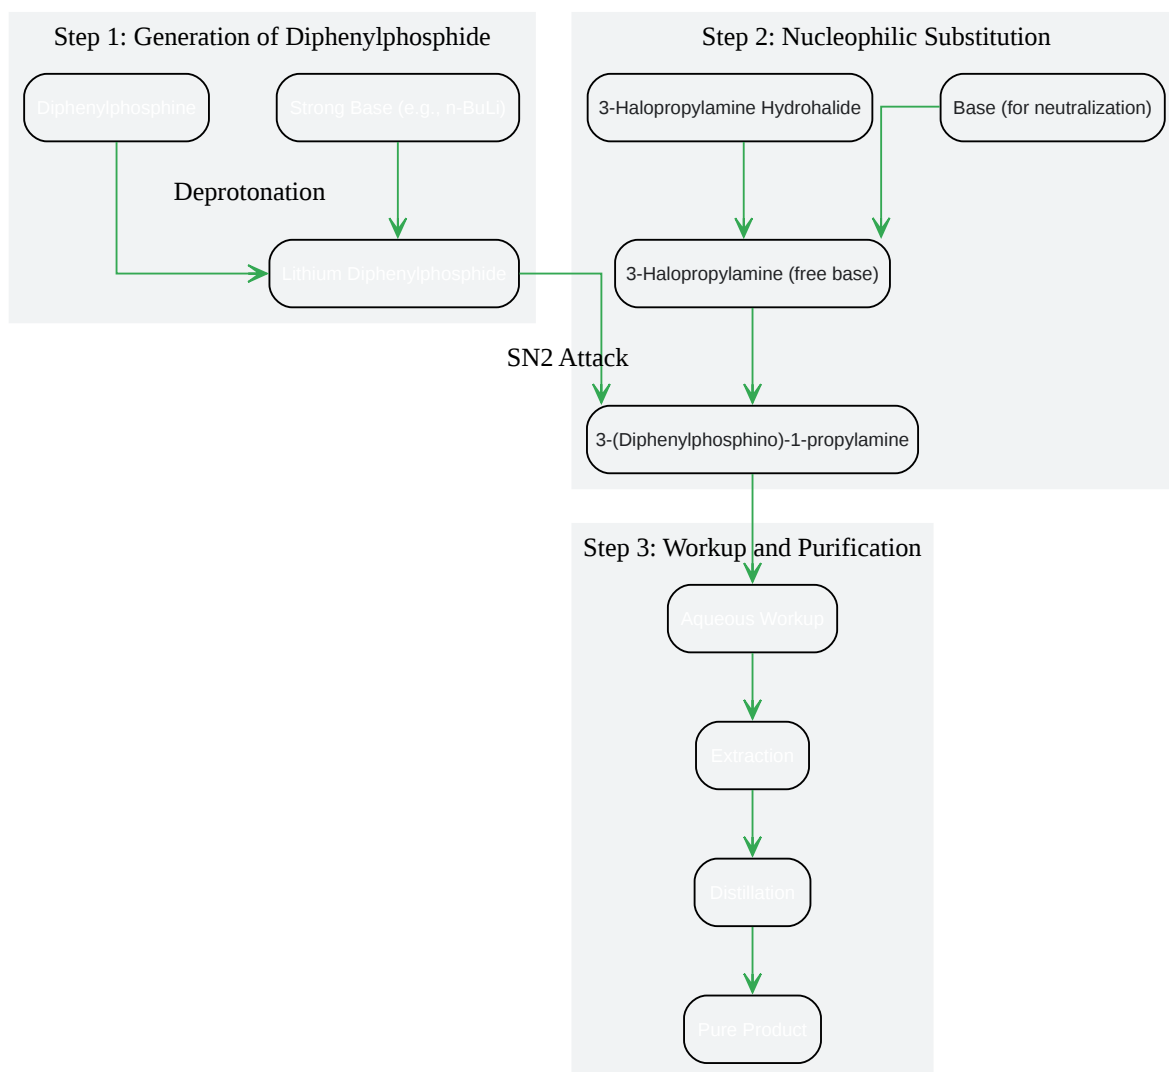 Step 1: Generation of Diphenylphosphide
Diphenylphosphine
Strong Base (e.g., n-BuLi)
Deprotonation
Lithium Diphenylphosphide
Step 2: Nucleophilic Substitution
3-Halopropylamine Hydrohalide
Base (for neutralization)
3-Halopropylamine (free base)
SN2 Attack
3-(Diphenylphosphino)-1-propylamine
Step 3: Workup and Purification
Aqueous Workup
Extraction
Distillation
Pure Product